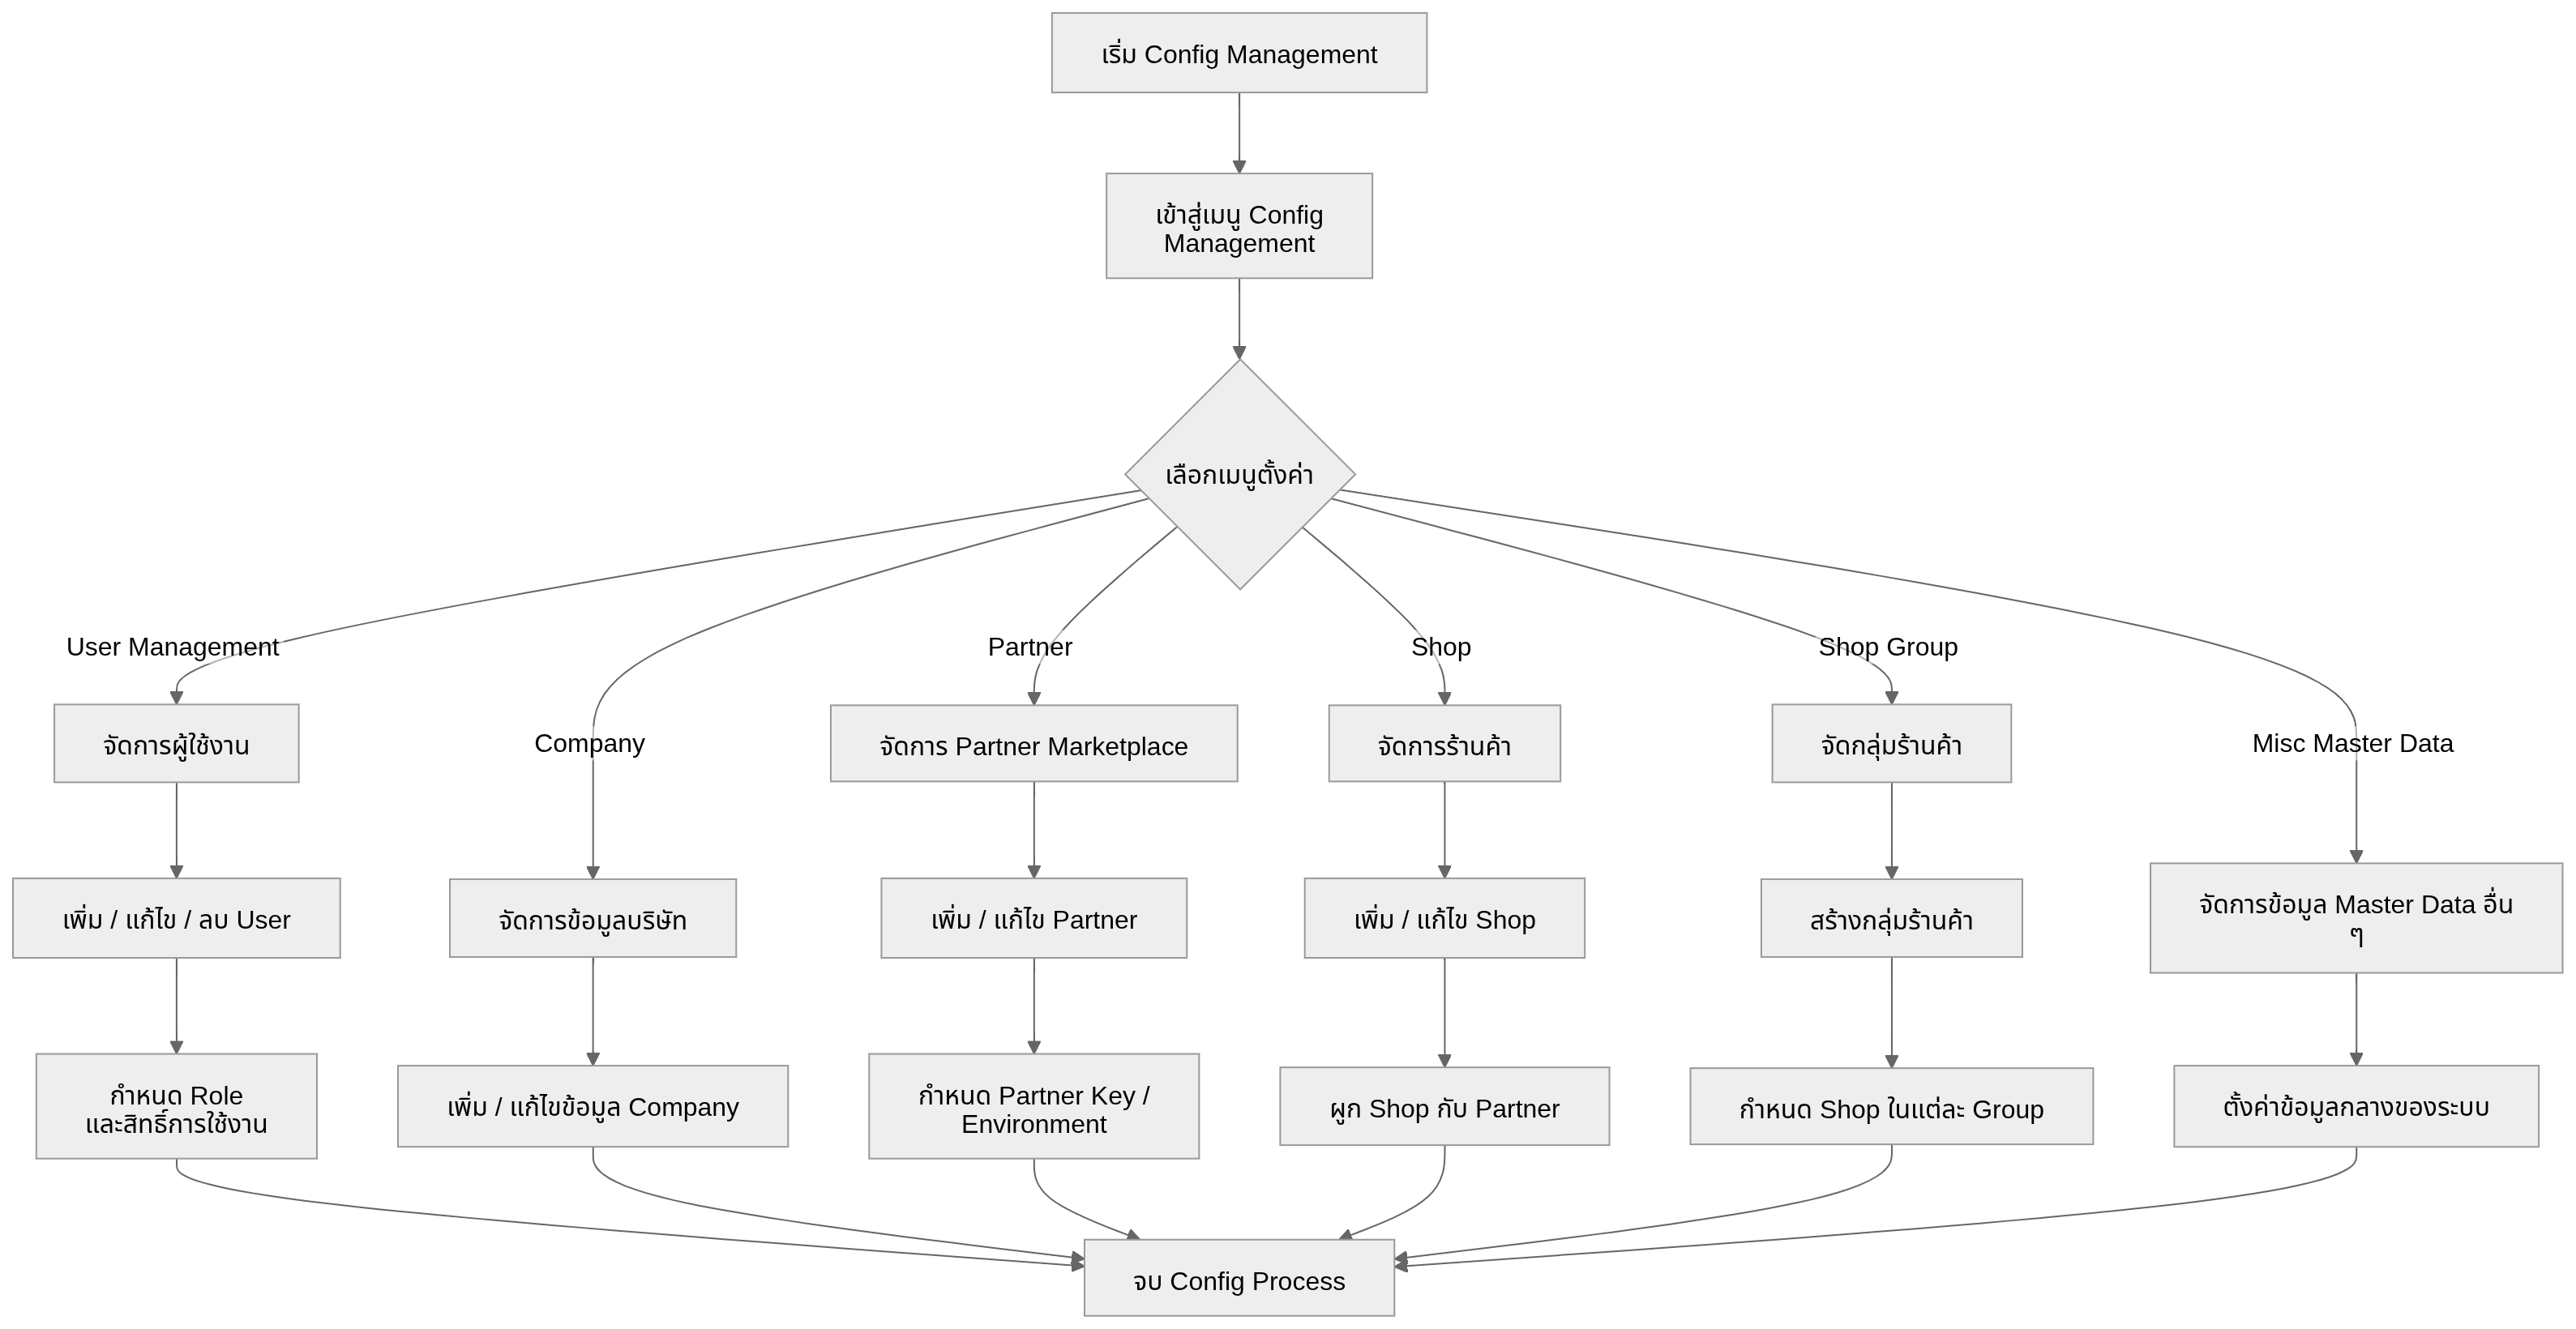 เริ่ม Config Management
เข้าสู่เมนู Config
Management
เลือกเมนูตั้งค่า
User Management
Partner
Shop
Shop Group
Company
Misc Master Data
จัดการผู้ใช้งาน
จัดการ Partner Marketplace
จัดการร้านค้า
จัดกลุ่มร้านค้า
เพิ่ม / แก้ไข / ลบ User
จัดการข้อมูลบริษัท
เพิ่ม / แก้ไข Partner
เพิ่ม / แก้ไข Shop
สร้างกลุ่มร้านค้า
จัดการข้อมูล Master Data อื่น
ๆ
กำหนด Role
และสิทธิ์การใช้งาน
เพิ่ม / แก้ไขข้อมูล Company
กำหนด Partner Key /
Environment
ผูก Shop กับ Partner
กำหนด Shop ในแต่ละ Group
ตั้งค่าข้อมูลกลางของระบบ
จบ Config Process